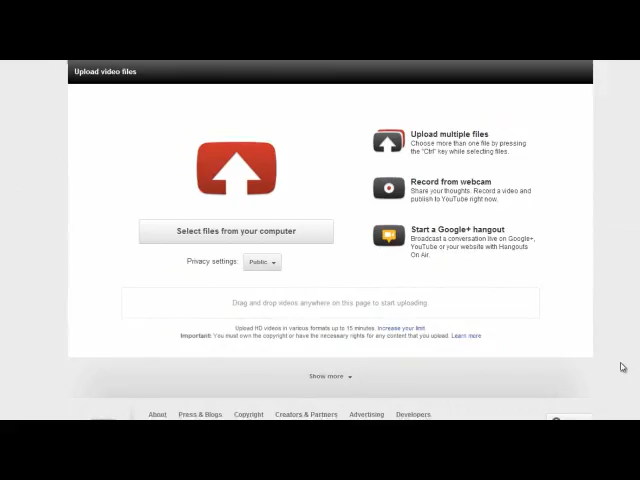 Upload video files
Upload multiple files
Choose more than one file by pressing
the "Ctrl" key while selecting files.
Record from webcam
Share your thoughts. Record a video and
publish to YouTube right now.
Select files from your computer
Start a Google+ hangout
Broadcast a conversation live on Google+,
YouTube or your website with Hangouts
On Air.
Privacy settings: Public
Drag and drop videos anywhere on this page to start uploading.
Upload HD videos in various formats up to 15 minutes. Increase your limit
Important: You must own the copyright or have the necessary rights for any content that you upload. Learn more
Show more
About Press & Blogs Copyright Creators & Partners Advertising Developers